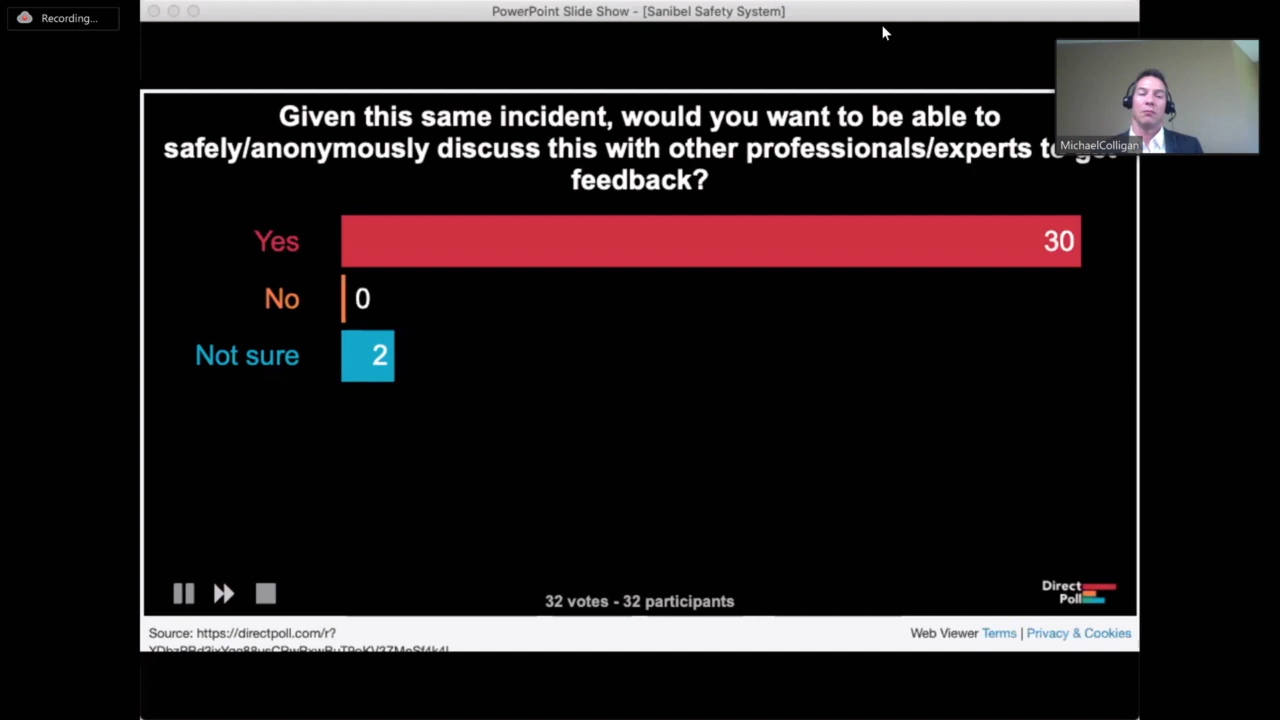 Recording...
PowerPoint Slide Show - [Sanibel Safety System]
MichaelColligan
Given this same incident, would you want to be able to
safely/anonymously discuss this with other professionals/experts to get
feedback?
Yes
30
No
0
Not sure
2
32 votes - 32 participants
Direct
Poll
Source: https://directpoll.com/r?
Web Viewer Terms | Privacy & Cookies